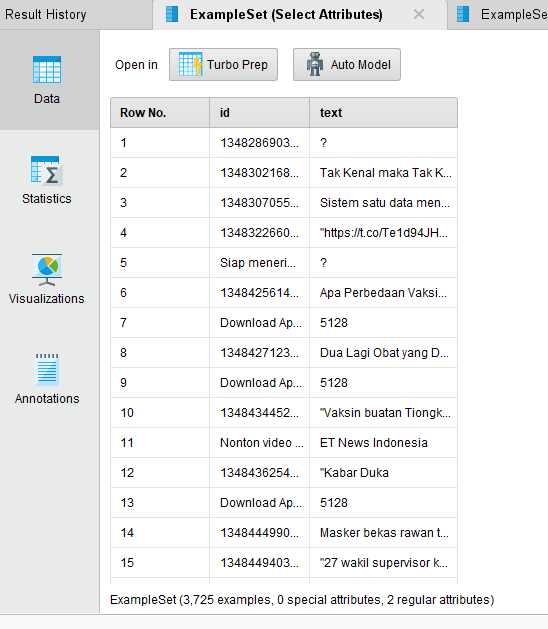 Result History
ExampleSet (Select Attributes)
ExampleSe
Open in
Turbo Prep
Auto Model
Data
Statistics
Visualizations
Annotations
Row No. id text
1 1348286903... ?
2 1348302168... Tak Kenal maka Tak K...
3 1348307055... Sistem satu data men...
4 1348322660... "https://t.co/Te1d94JH...
5 Siap meneri... ?
6 1348425614... Apa Perbedaan Vaksi...
7 Download Ap... 5128
8 1348427123... Dua Lagi Obat yang D...
9 Download Ap... 5128
10 1348434452... "Vaksin buatan Tiongk...
11 Nonton video ... ET News Indonesia
12 1348436254... "Kabar Duka
13 Download Ap... 5128
14 1348444990... Masker bekas rawan t...
15 1348449403... "27 wakil supervisor k...
ExampleSet (3,725 examples, 0 special attributes, 2 regular attributes)